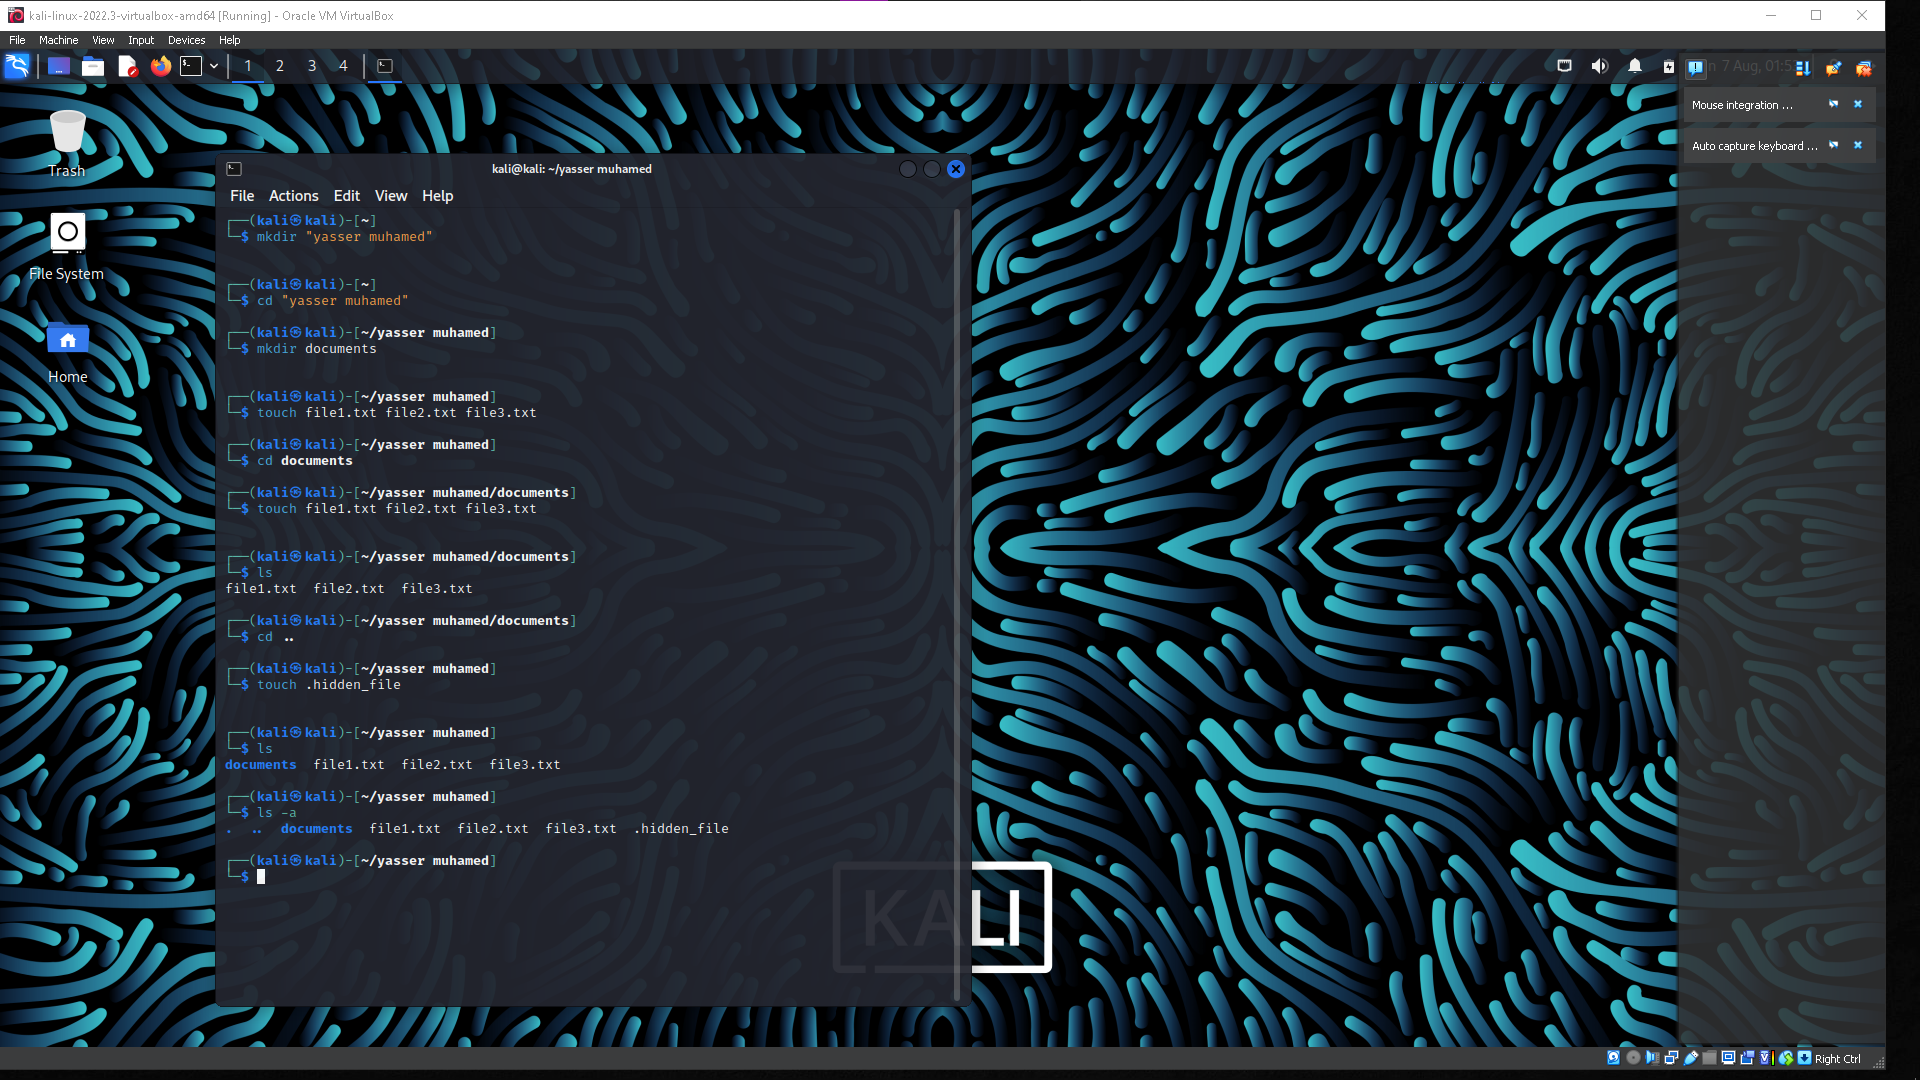 kali-linux-2022.3-virtualbox-amd64 [Running] - Oracle VM VirtualBox
File Machine View Input Devices Help
1 2 3 4
7 Aug, 01:5
Mouse integration ...
Auto capture keyboard ...
Trash
File System
Home
kali@kali: ~/yasser muhamed
File Actions Edit View Help
┌──(kali㉿kali)-[~]
└─$ mkdir "yasser muhamed"
┌──(kali㉿kali)-[~]
└─$ cd "yasser muhamed"
┌──(kali㉿kali)-[~/yasser muhamed]
└─$ mkdir documents
┌──(kali㉿kali)-[~/yasser muhamed]
└─$ touch file1.txt file2.txt file3.txt
┌──(kali㉿kali)-[~/yasser muhamed]
└─$ cd documents
┌──(kali㉿kali)-[~/yasser muhamed/documents]
└─$ touch file1.txt file2.txt file3.txt
┌──(kali㉿kali)-[~/yasser muhamed/documents]
└─$ ls
file1.txt  file2.txt  file3.txt
┌──(kali㉿kali)-[~/yasser muhamed/documents]
└─$ cd ..
┌──(kali㉿kali)-[~/yasser muhamed]
└─$ touch .hidden_file
┌──(kali㉿kali)-[~/yasser muhamed]
└─$ ls
documents  file1.txt  file2.txt  file3.txt
┌──(kali㉿kali)-[~/yasser muhamed]
└─$ ls -a
.  ..  documents  file1.txt  file2.txt  file3.txt  .hidden_file
┌──(kali㉿kali)-[~/yasser muhamed]
└─$
KALI
Right Ctrl